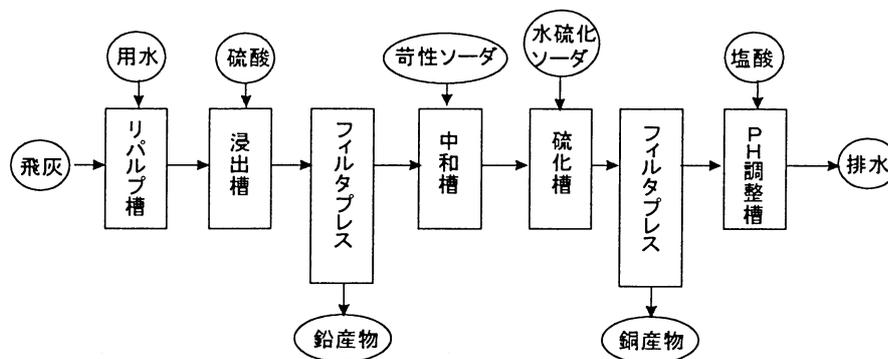 用水
硫酸
苛性ソーダ
水硫化
ソーダ
塩酸
飛灰
リパルプ槽
浸出槽
フィルタプレス
中和槽
硫化槽
フィルタプレス
PH調整槽
排水
鉛産物
銅産物